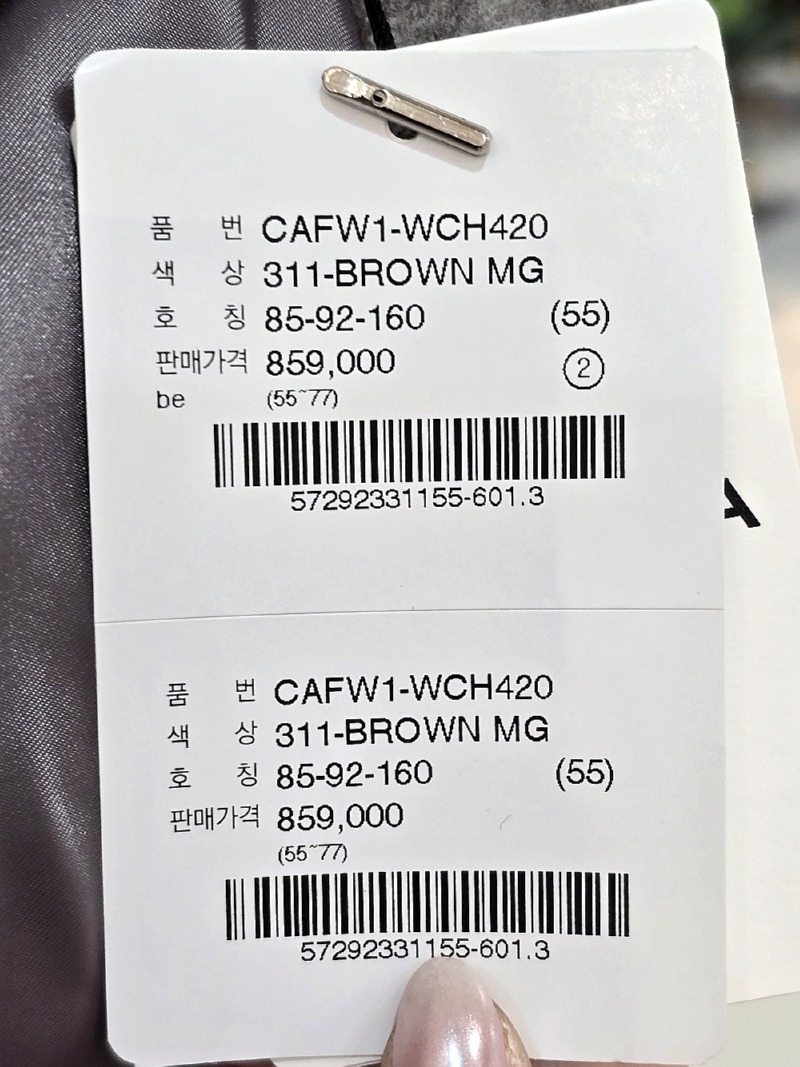 품 번 CAFW1-WCH420
색 상 311-BROWN MG
호 칭 85-92-160 (55)
판매가격 859,000 ②
be (55~77)
57292331155-601.3
A
품 번 CAFW1-WCH420
색 상 311-BROWN MG
호 칭 85-92-160 (55)
판매가격 859,000
(55~77)
57292331155-601.3